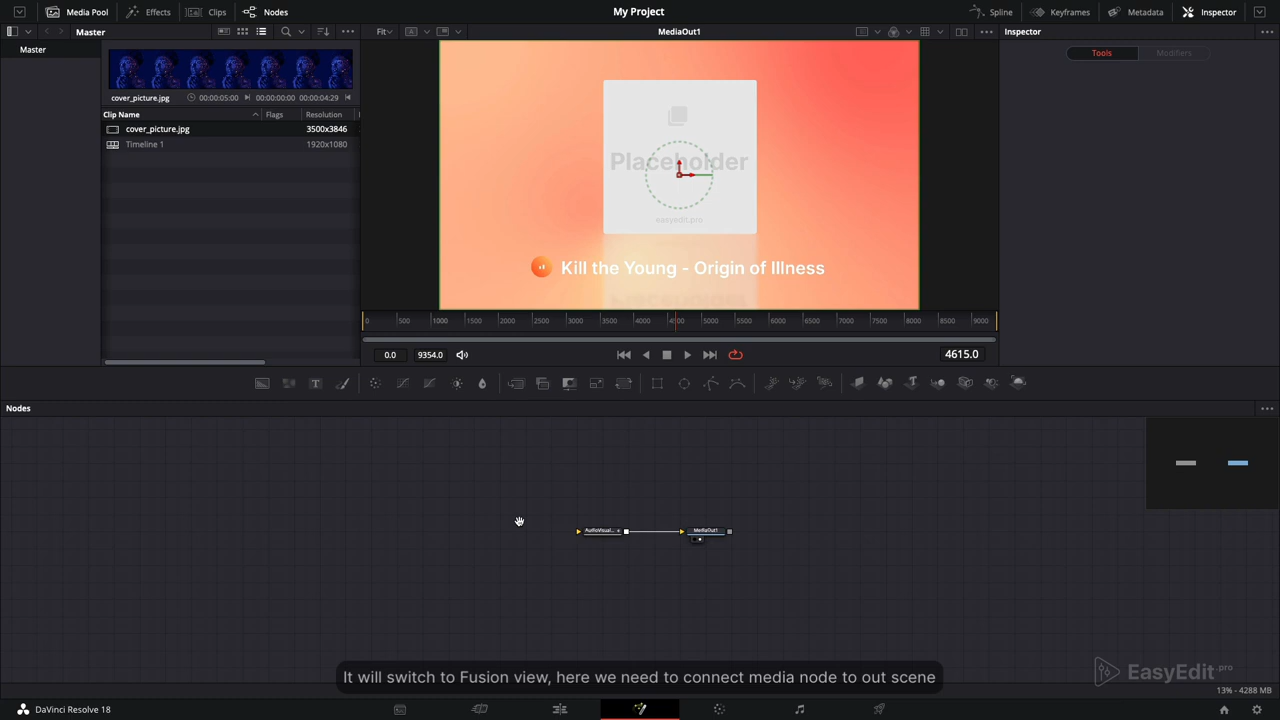 Media Pool
Effects
Clips
Nodes
My Project
Spline
Keyframes
Metadata
Inspector
Master
Fit
MediaOut1
Inspector
Master
Tools
Modifiers
cover_picture.jpg
00:00:05:00
00:00:00:00
00:00:04:29
Clip Name
Flags
Resolution
cover_picture.jpg
3500x3846
Timeline 1
1920x1080
Placeholder
easyedit.pro
Kill the Young - Origin of Illness
0 500 1000 1500 2000 2500 3000 3500 4000 4500 5000 5500 6000 6500 7000 7500 8000 8500 9000
0.0
9354.0
4615.0
Nodes
AudioVisual...
MediaOut1
It will switch to Fusion view, here we need to connect media node to out scene
EasyEdit.pro
13% - 4288 MB
DaVinci Resolve 18